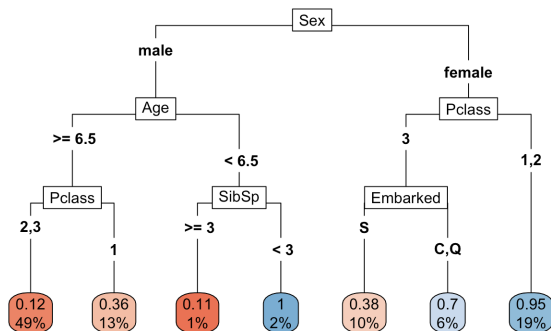 Sex
male
female
Age
Pclass
>= 6.5
< 6.5
3
1,2
Pclass
SibSp
Embarked
2,3
1
>= 3
< 3
S
C,Q
0.12
49%
0.36
13%
0.11
1%
1
2%
0.38
10%
0.7
6%
0.95
19%